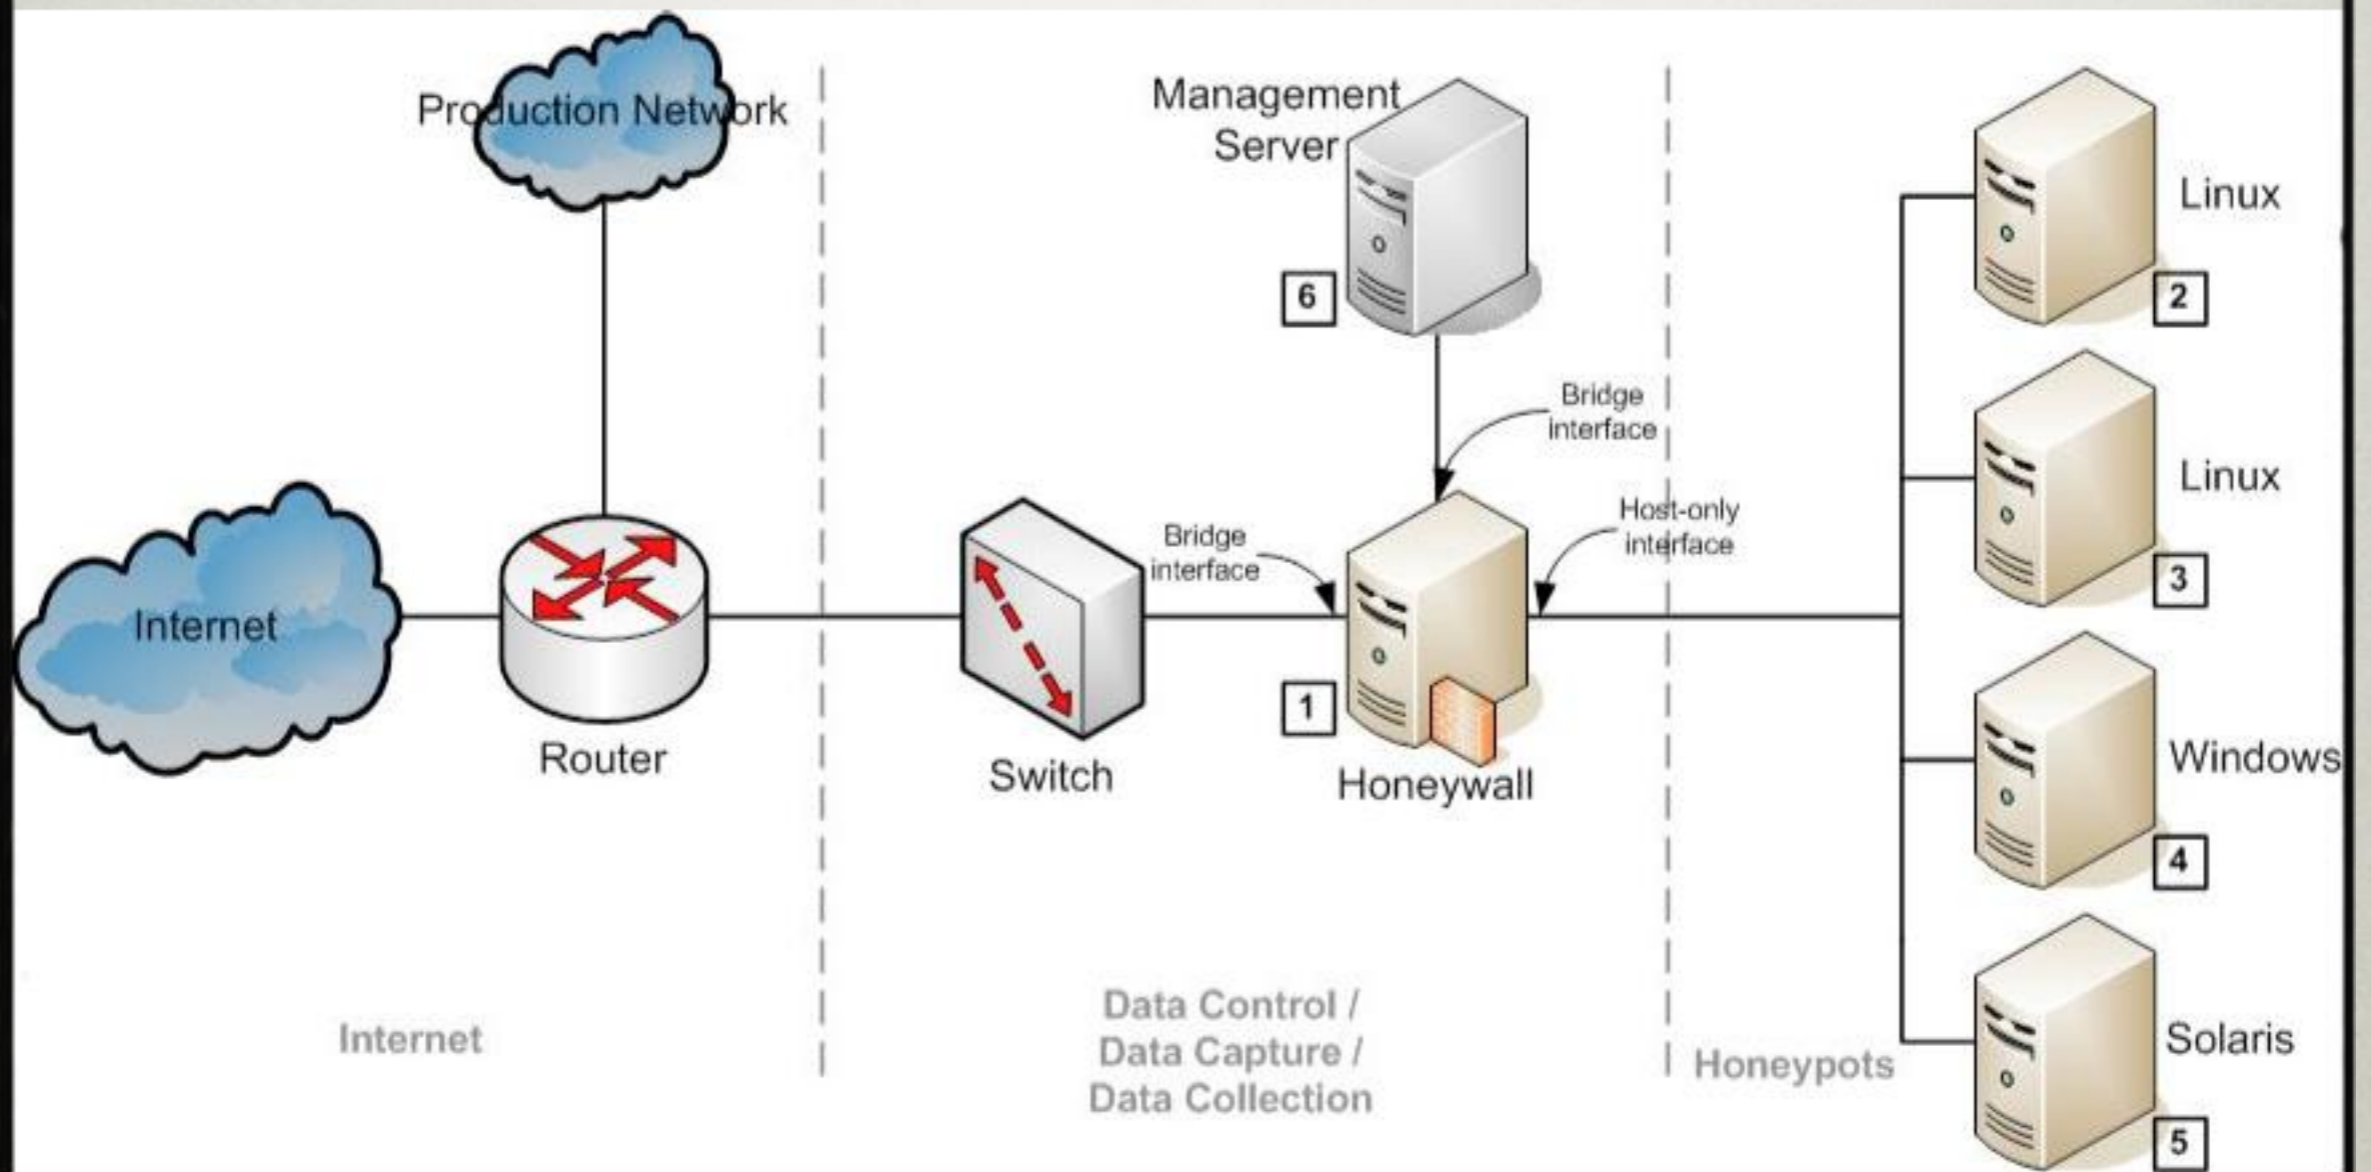 Production Network
Management
Server
Linux
6
2
Bridge
interface
Linux
Host-only
interface
Bridge
interface
3
Internet
1
Router
Switch
Honeywall
Windows
4
Data Control /
Data Capture /
Data Collection
Internet
Honeypots
Solaris
5